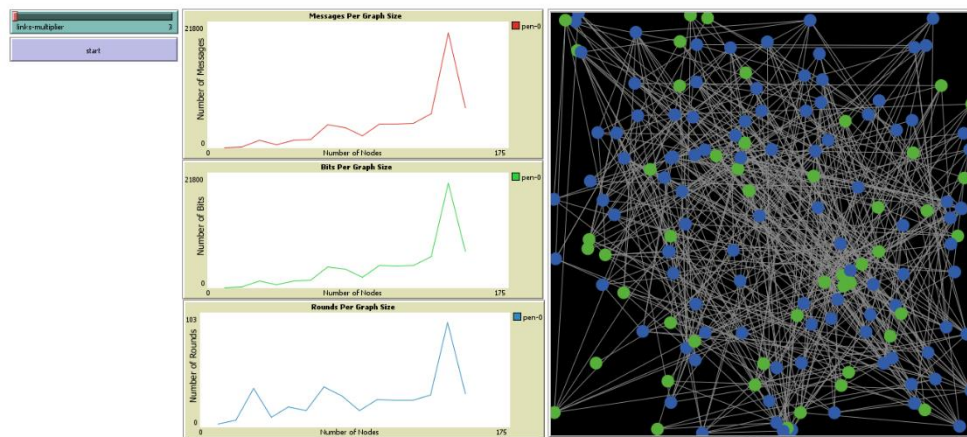 links-multiplier 3
start
Messages Per Graph Size
21800
Number of Messages
0
0
Number of Nodes
175
pen-0
Bits Per Graph Size
21800
Number of Bits
0
0
Number of Nodes
175
pen-0
Rounds Per Graph Size
103
Number of Rounds
0
0
Number of Nodes
175
pen-0